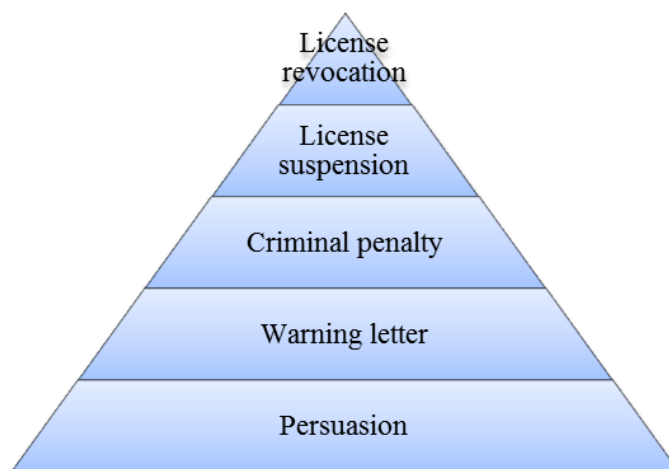 License
revocation
License
suspension
Criminal penalty
Warning letter
Persuasion